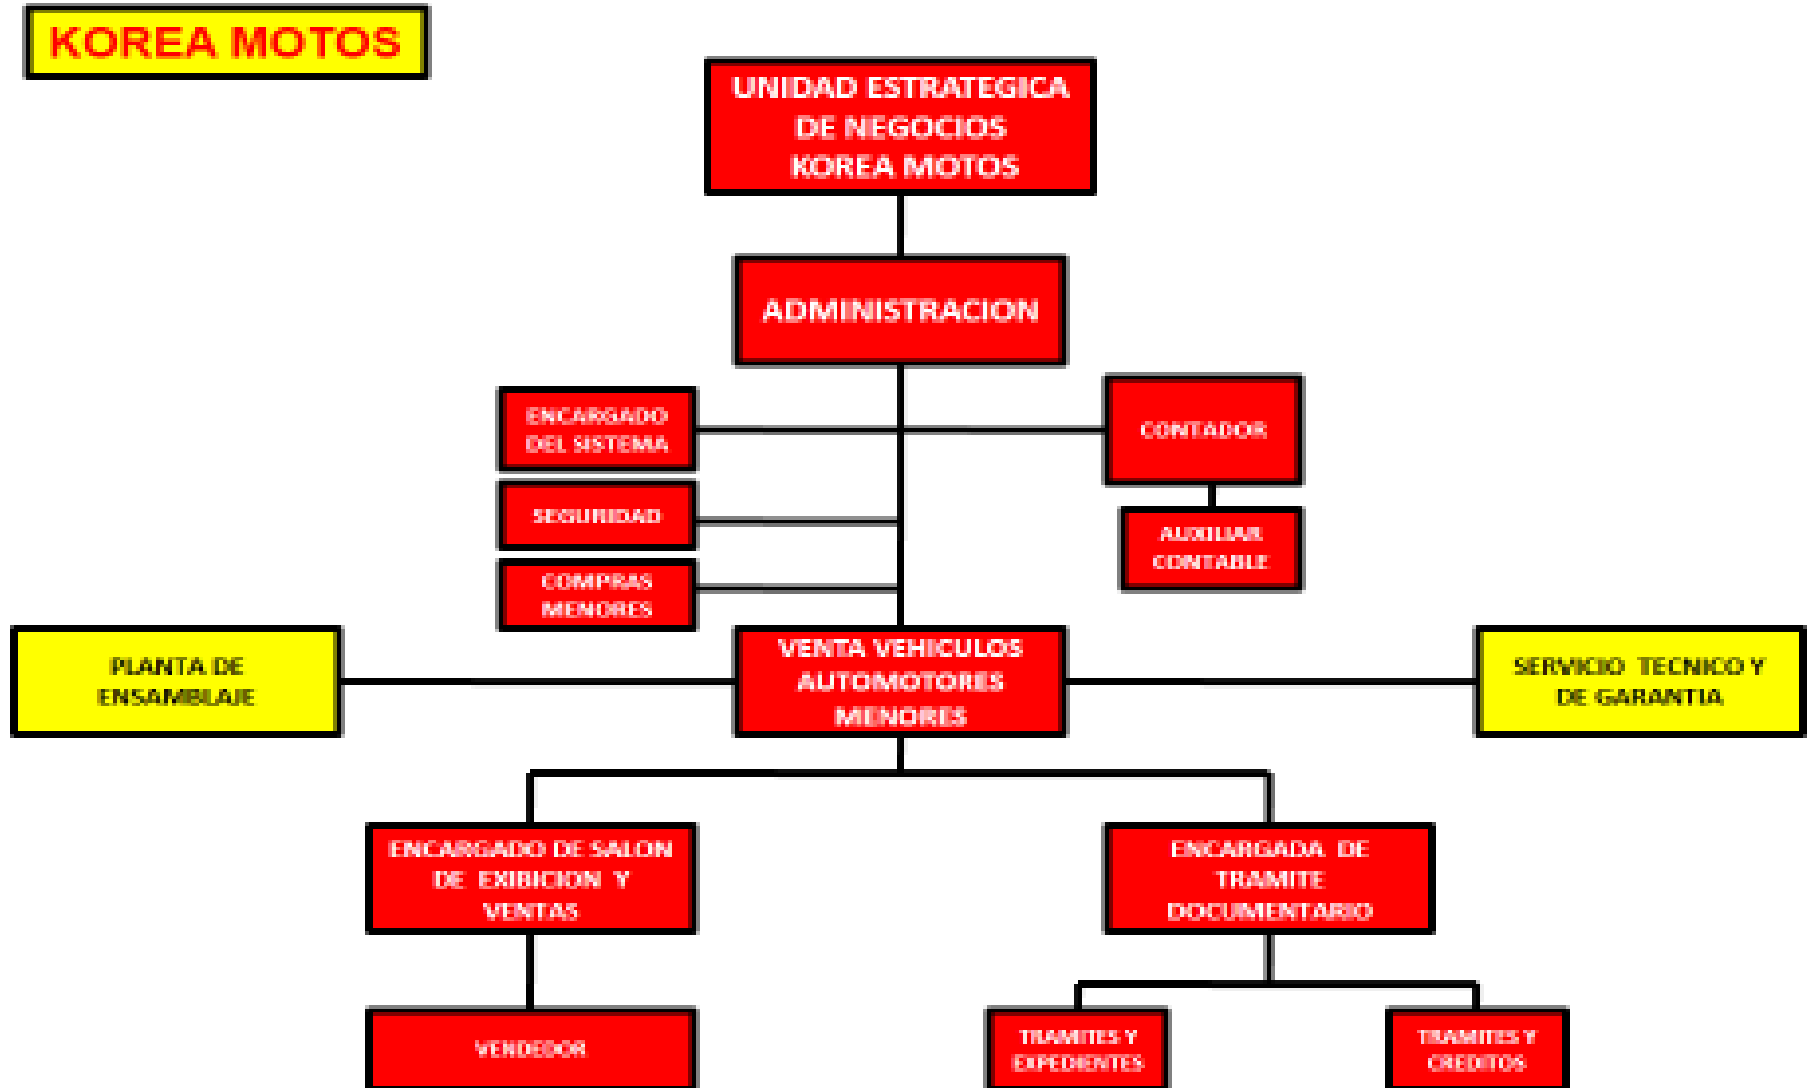 KOREA MOTOS
UNIDAD ESTRATEGICA
DE NEGOCIOS
KOREA MOTOS
ADMINISTRACION
ENCARGADO
DEL SISTEMA
CONTADOR
SEGURIDAD
AUXILIAR
CONTABLE
COMPRAS
MENORES
PLANTA DE
ENSAMBLAJE
VENTA VEHICULOS
AUTOMOTORES
MENORES
SERVICIO TECNICO Y
DE GARANTIA
ENCARGADO DE SALON
DE EXIBICION Y
VENTAS
ENCARGADA DE
TRAMITE
DOCUMENTARIO
VENDEDOR
TRAMITES Y
EXPEDIENTES
TRAMITES Y
CREDITOS